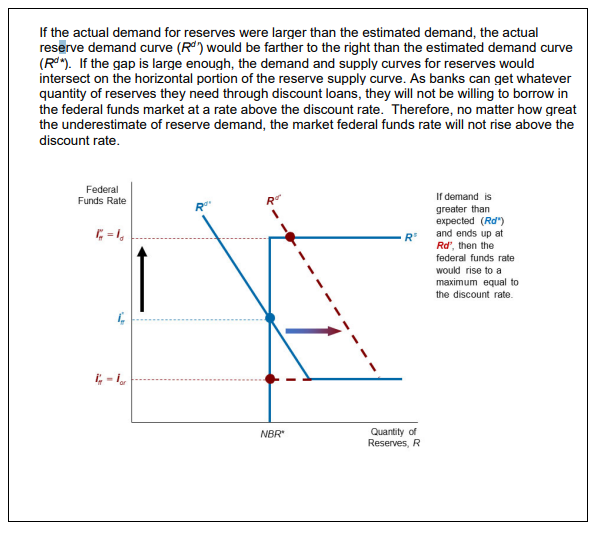 If the actual demand for reserves were larger than the estimated demand, the actual
reserve demand curve (Rd') would be farther to the right than the estimated demand curve
(Rd*). If the gap is large enough, the demand and supply curves for reserves would
intersect on the horizontal portion of the reserve supply curve. As banks can get whatever
quantity of reserves they need through discount loans, they will not be willing to borrow in
the federal funds market at a rate above the discount rate. Therefore, no matter how great
the underestimate of reserve demand, the market federal funds rate will not rise above the
discount rate.
Federal
Funds Rate
Rd*
Rd'
i″ff = id
Rs
i*ff
i'ff = ior
NBR*
Quantity of
Reserves, R
If demand is
greater than
expected (Rd*)
and ends up at
Rd', then the
federal funds rate
would rise to a
maximum equal to
the discount rate.